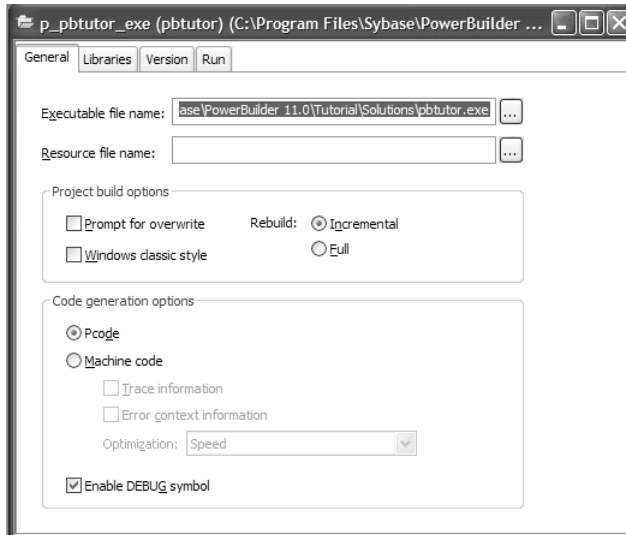 p_pbtutor_exe (pbtutor) (C:\Program Files\Sybase\PowerBuilder ...
General Libraries Version Run
Executable file name: ase\PowerBuilder 11.0\Tutorial\Solutions\pbtutor.exe ...
Resource file name: ...
Project build options
Prompt for overwrite Rebuild: Incremental
Windows classic style Full
Code generation options
Pcode
Machine code
Trace information
Error context information
Optimization: Speed
Enable DEBUG symbol